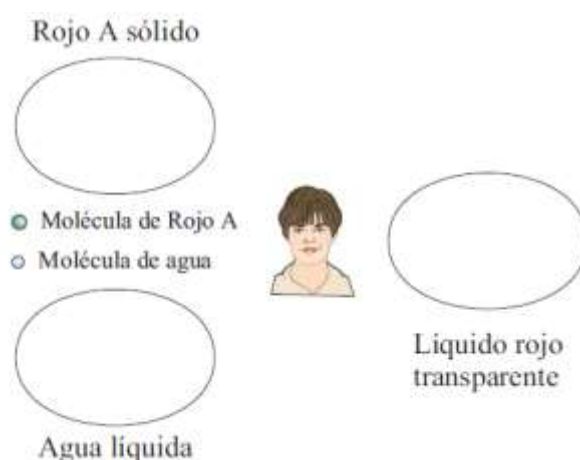 Rojo A sólido
Molécula de Rojo A
Molécula de agua
Agua líquida
Líquido rojo
transparente